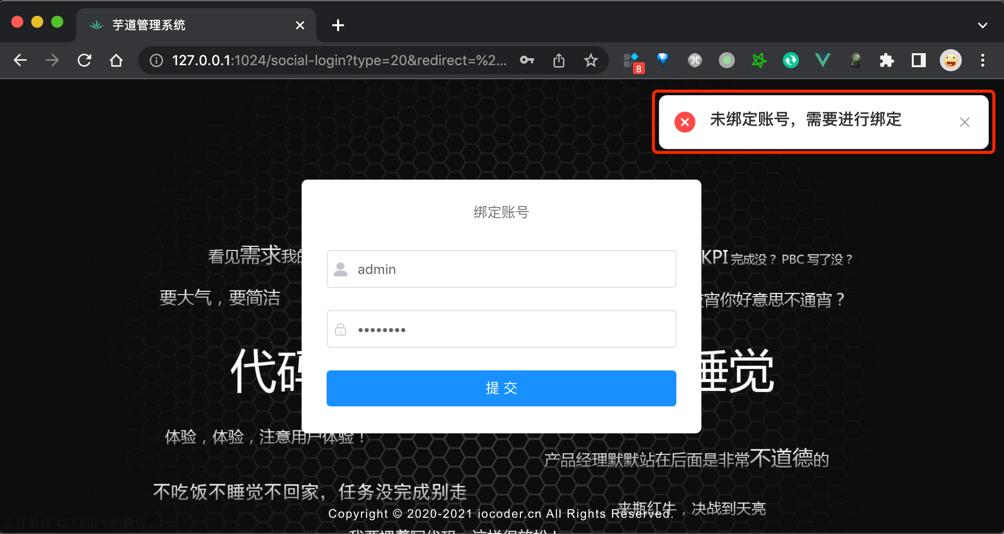 芋道管理系统
127.0.0.1:1024/social-login?type=20&redirect=%2...
8
未绑定账号，需要进行绑定
绑定账号
看见需求我的
KPI 完成没？ PBC 写了没？
admin
要大气，要简洁
宵你好意思不通宵？
••••••••
代码
睡觉
提 交
体验，体验，注意用户体验！
产品经理默默站在后面是非常不道德的
不吃饭不睡觉不回家，任务没完成别走
来瓶红牛，决战到天亮
Copyright © 2020-2021 iocoder.cn All Rights Reserved.